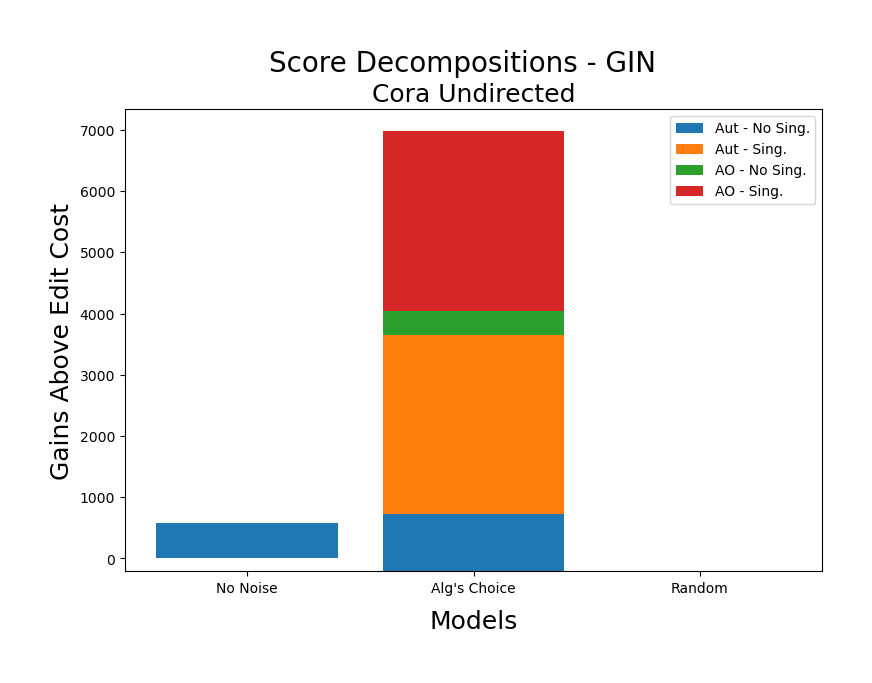 Score Decompositions - GIN
Cora Undirected
Aut - No Sing.
Aut - Sing.
AO - No Sing.
AO - Sing.
Gains Above Edit Cost
7000
6000
5000
4000
3000
2000
1000
0
No Noise
Alg's Choice
Random
Models